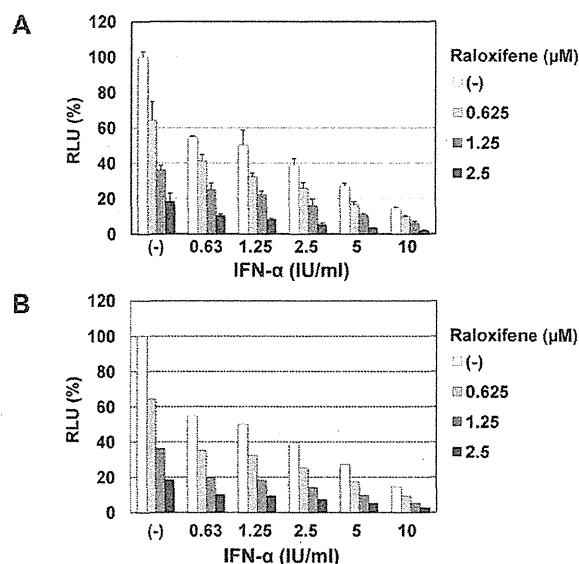 A
120
100
80
60
40
20
0
RLU (%)
(-) 0.63 1.25 2.5 5 10
IFN-α (IU/ml)
Raloxifene (μM)
(-)
0.625
1.25
2.5
B
120
100
80
60
40
20
0
RLU (%)
(-) 0.63 1.25 2.5 5 10
IFN-α (IU/ml)
Raloxifene (μM)
(-)
0.625
1.25
2.5